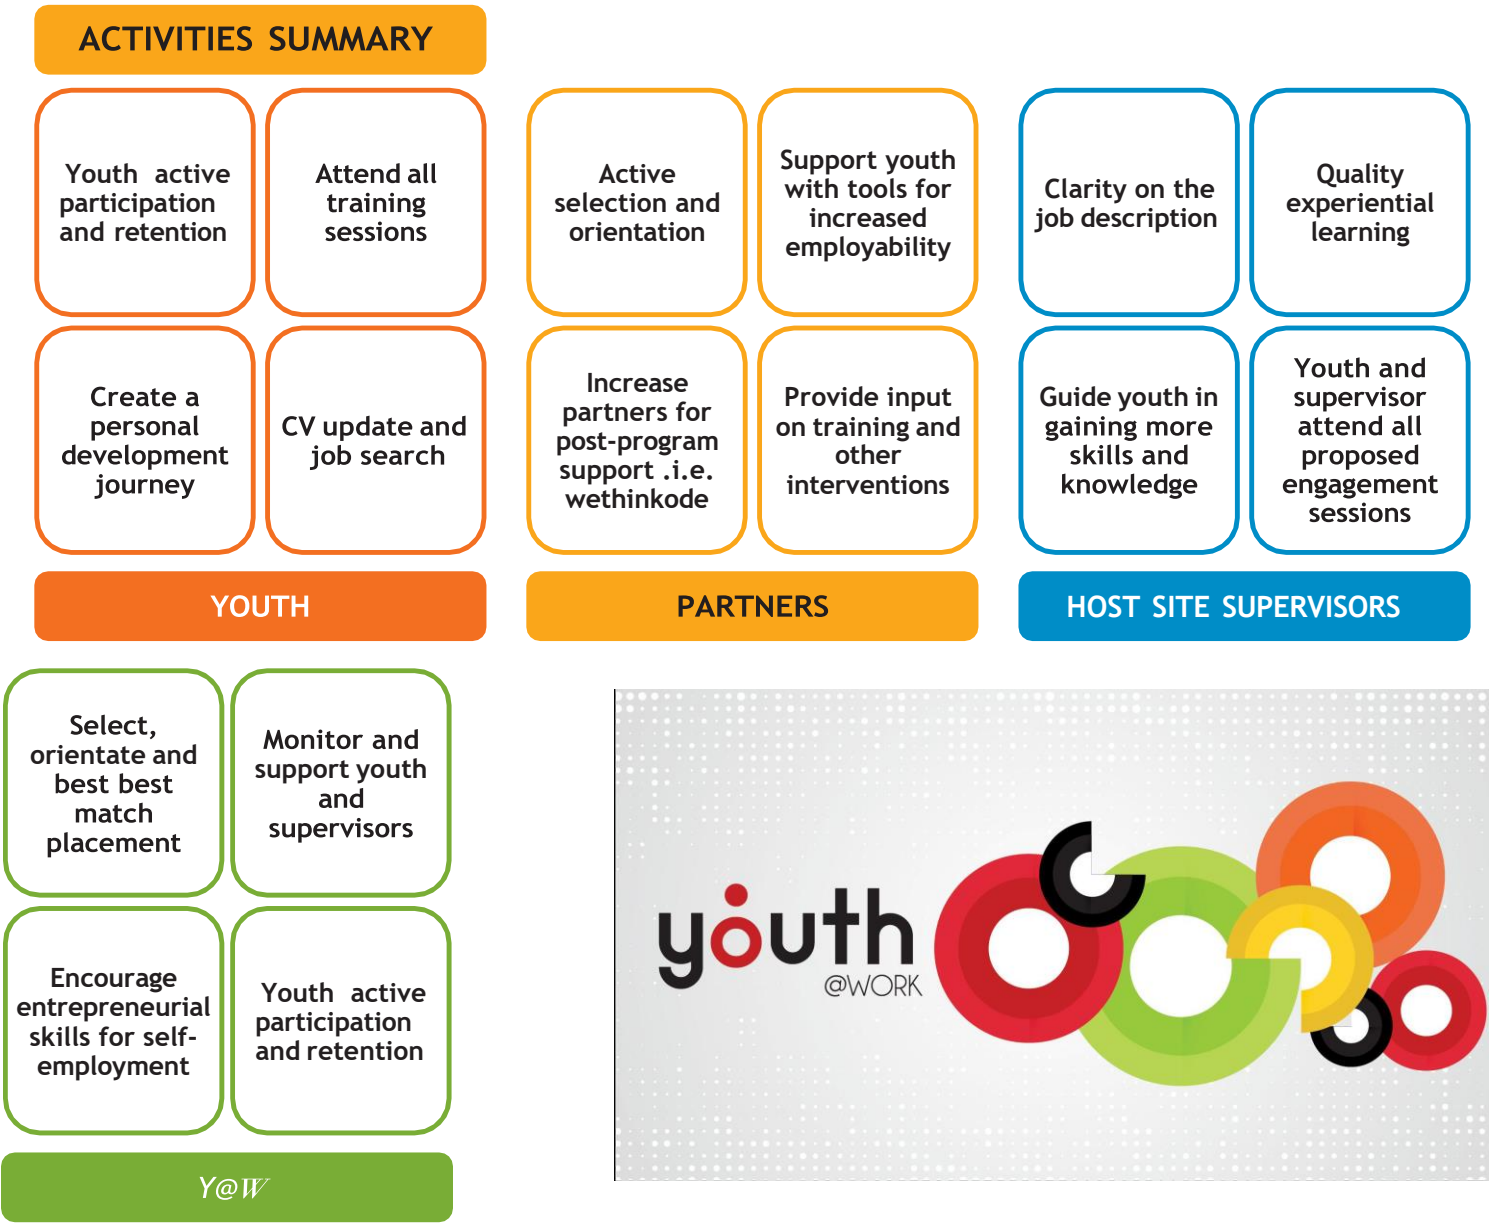 ACTIVITIES SUMMARY
Youth active
participation
and retention
Attend all
training
sessions
Create a
personal
development
journey
CV update and
job search
YOUTH
Active
selection and
orientation
Support youth
with tools for
increased
employability
Increase
partners for
post-program
support .i.e.
wethinkode
Provide input
on training and
other
interventions
PARTNERS
Clarity on the
job description
Quality
experiential
learning
Guide youth in
gaining more
skills and
knowledge
Youth and
supervisor
attend all
proposed
engagement
sessions
HOST SITE SUPERVISORS
Select,
orientate and
best best
match
placement
Monitor and
support youth
and
supervisors
Encourage
entrepreneurial
skills for self-
employment
Youth active
participation
and retention
Y@W
youth
@WORK